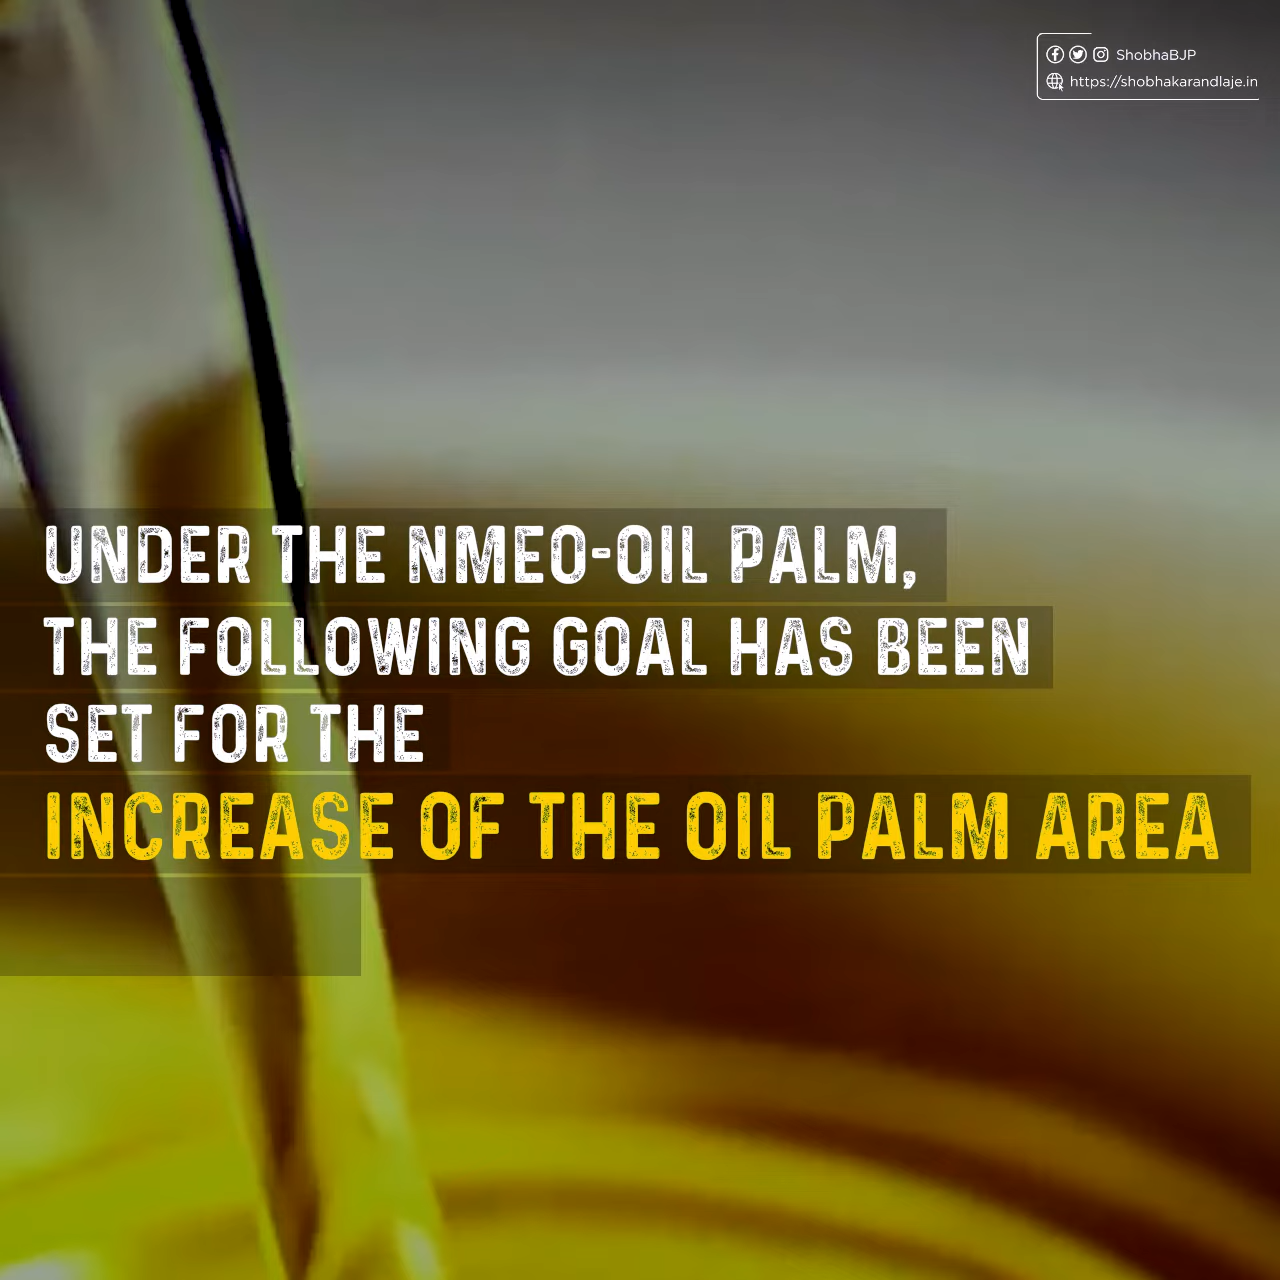 ShobhaBJP
https://shobhakarandlaje.in
UNDER THE NMEO-OIL PALM,
THE FOLLOWING GOAL HAS BEEN
SET FOR THE
INCREASE OF THE OIL PALM AREA